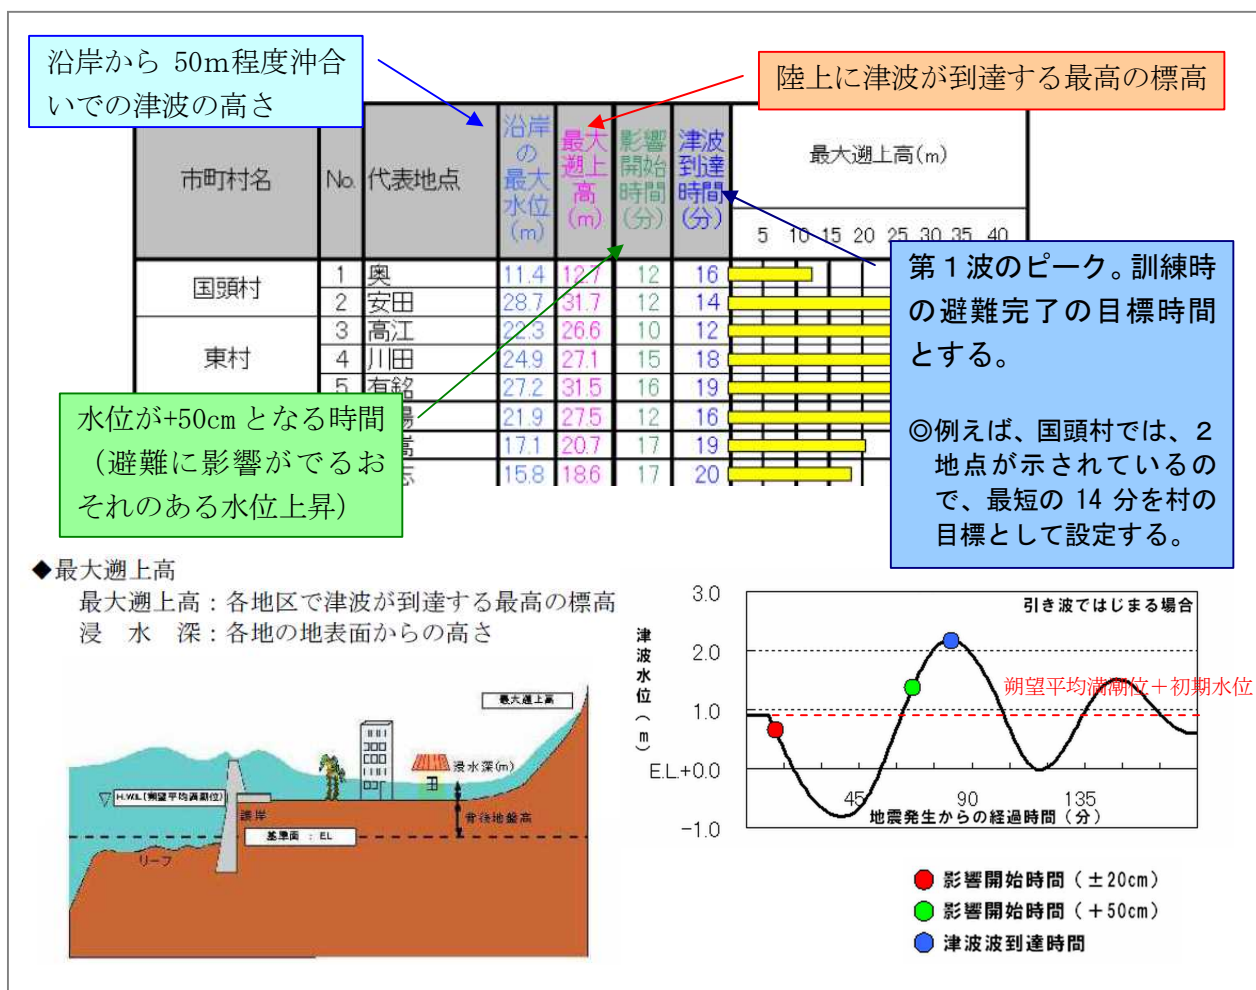 沿岸から 50m程度沖合
いでの津波の高さ
陸上に津波が到達する最高の標高
市町村名 No. 代表地点 沿岸の最大水位(m) 最大遡上高(m) 影響開始時間(分) 津波到達時間(分) 最大遡上高(m)
5 10 15 20 25 30 35 40
国頭村
1 奥 11.4 12.7 12 16
2 安田 28.7 31.7 12 14
東村
3 高江 22.3 26.6 10 12
4 川田 24.9 27.1 15 18
5 有銘 27.2 31.5 16 19
21.9 27.5 12 16
17.1 20.7 17 19
15.8 18.6 17 20
第1波のピーク。訓練時
の避難完了の目標時間
とする。
◎例えば、国頭村では、2
地点が示されているの
で、最短の 14 分を村の
目標として設定する。
水位が+50cm となる時間
（避難に影響がでるお
それのある水位上昇）
◆最大遡上高
最大遡上高：各地区で津波が到達する最高の標高
浸 水 深：各地の地表面からの高さ
最大遡上高
浸水深(m)
H.W.L(朔望平均満潮位)
護岸
背後地盤高
基準面 : EL
リーフ
津波水位（m）
3.0
2.0
1.0
E.L+0.0
-1.0
引き波ではじまる場合
朔望平均満潮位＋初期水位
45 90 135
地震発生からの経過時間（分）
影響開始時間（±20cm）
影響開始時間（+50cm）
津波波到達時間